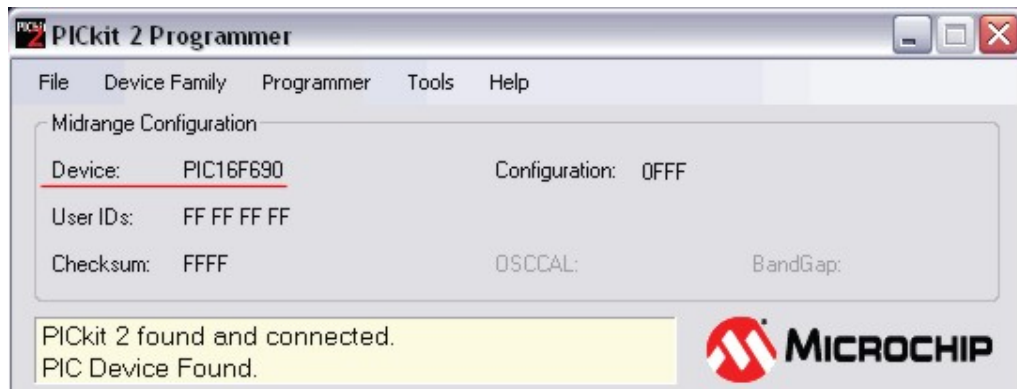 PICkit 2 Programmer
File Device Family Programmer Tools Help
Midrange Configuration
Device: PIC16F690 Configuration: 0FFF
User IDs: FF FF FF FF
Checksum: FFFF OSCCAL: BandGap:
PICkit 2 found and connected.
PIC Device Found.
MICROCHIP